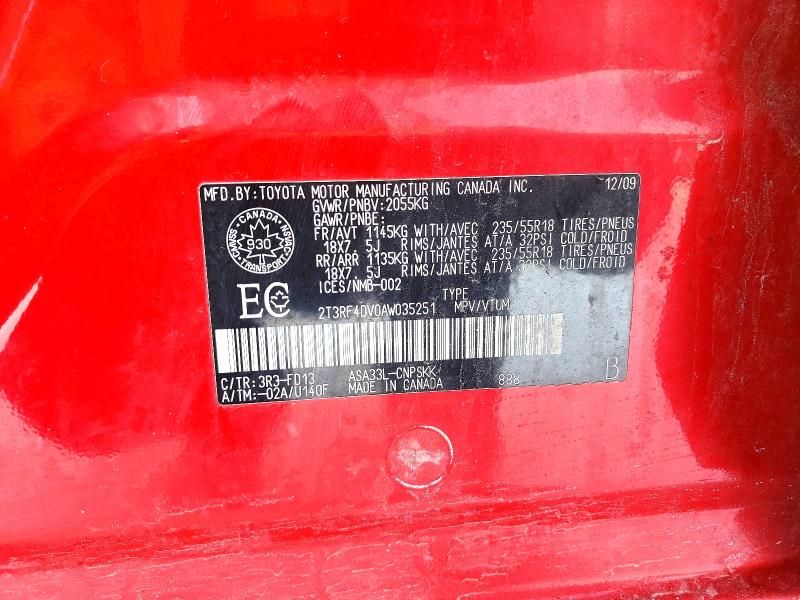 MFD.BY:TOYOTA MOTOR MANUFACTURING CANADA INC. 12/09
GVWR/PNBV:2055KG
GAWR/PNBE:
FR/AVT 1145KG WITH/AVEC 235/55R18 TIRES/PNEUS
18X7.5J RIMS/JANTES AT/A 32PSI COLD/FROID
RR/ARR 1135KG WITH/AVEC 235/55R18 TIRES/PNEUS
18X7.5J RIMS/JANTES AT/A 32PSI COLD/FROID
ICES/NMB-002
CANADA
930
TRANSPORT
EC
TYPE
2T3RF4DV0AW035251 MPV/VTUM
C/TR:3R3-FD13 ASA33L-CNPSKK 888
A/TM:-02A/U140F MADE IN CANADA B